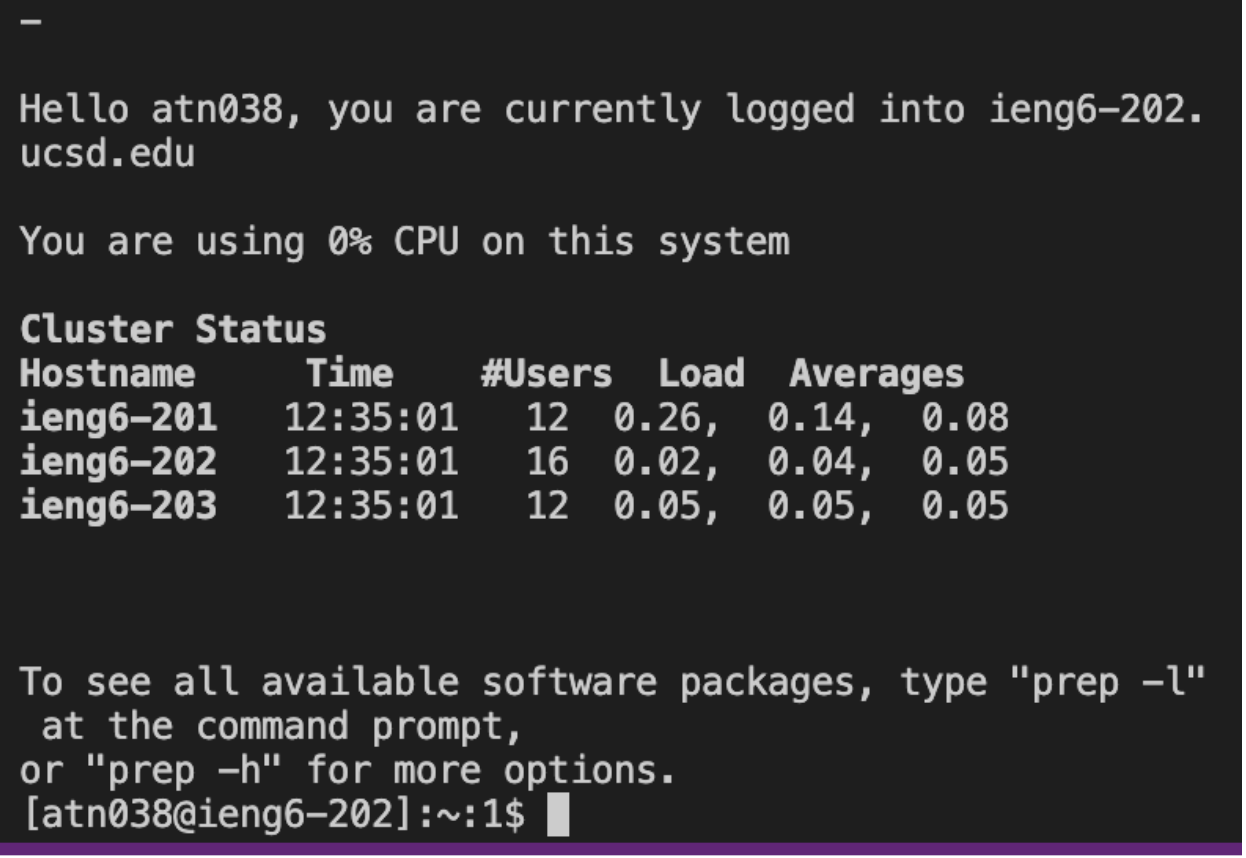 Hello atn038, you are currently logged into ieng6-202.
ucsd.edu
You are using 0% CPU on this system
Cluster Status
Hostname Time #Users Load Averages
ieng6-201 12:35:01 12 0.26, 0.14, 0.08
ieng6-202 12:35:01 16 0.02, 0.04, 0.05
ieng6-203 12:35:01 12 0.05, 0.05, 0.05
To see all available software packages, type "prep -l"
at the command prompt,
or "prep -h" for more options.
[atn038@ieng6-202]:~:1$